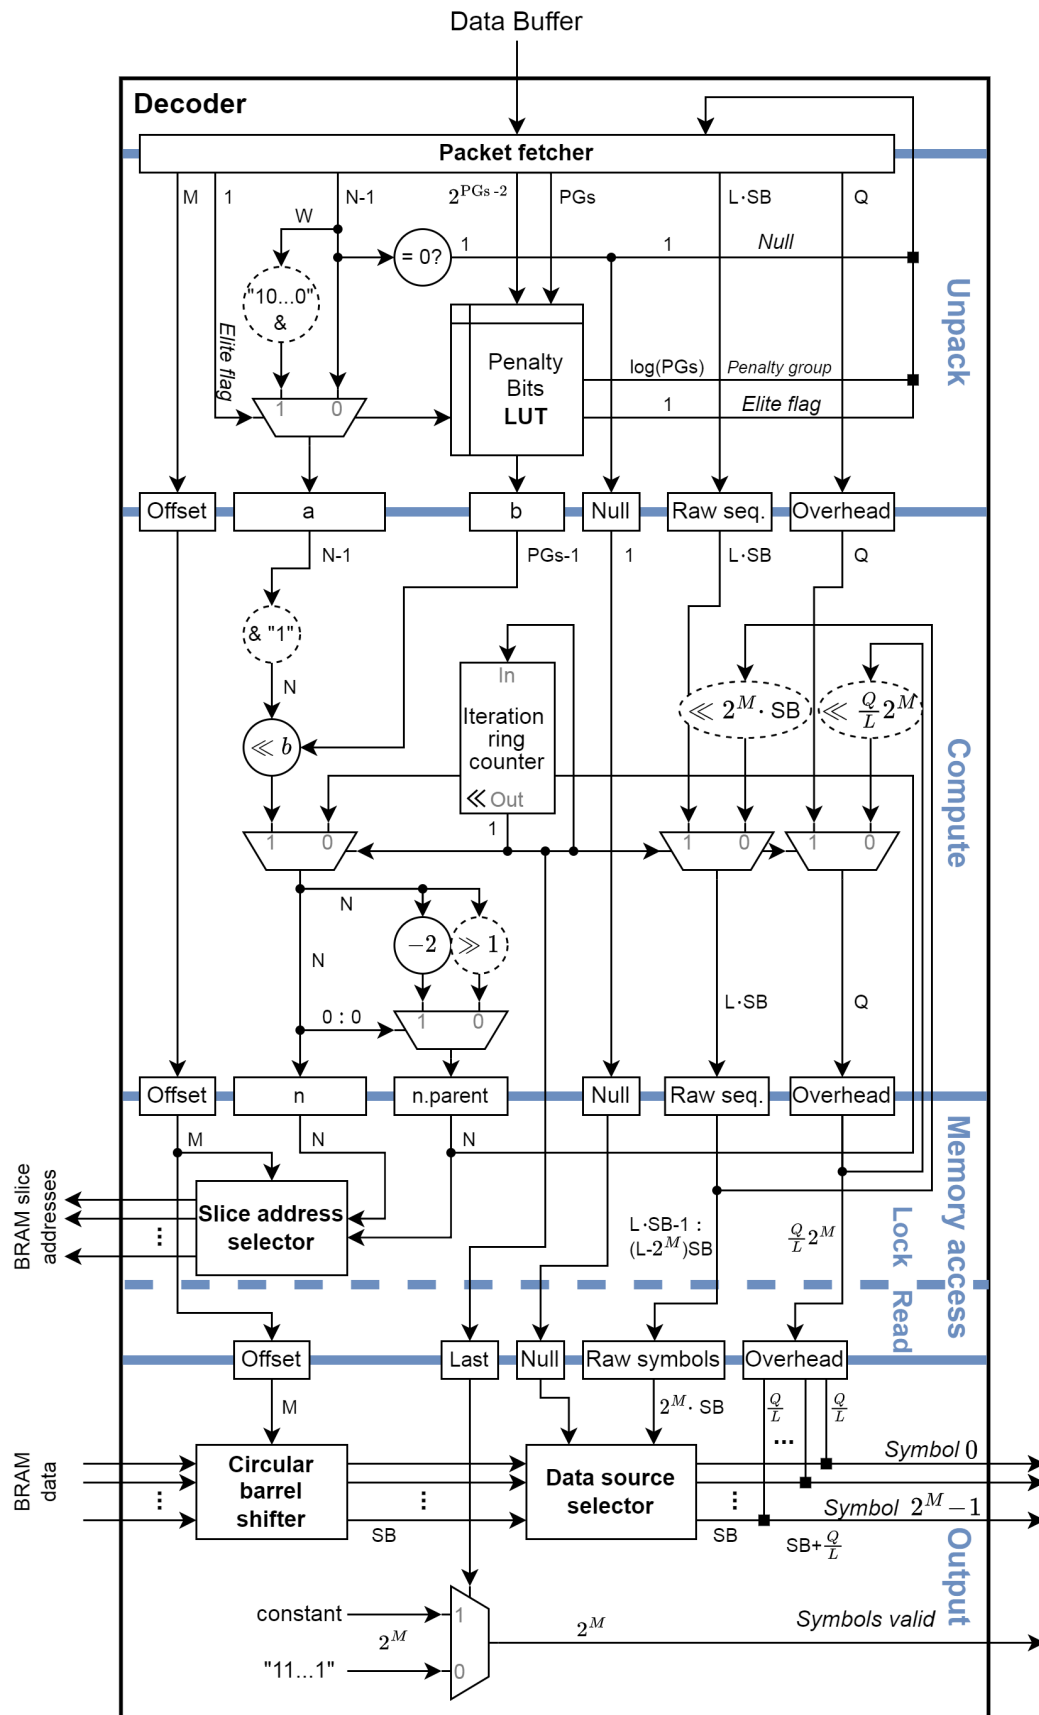 Data Buffer
Decoder
Packet fetcher
M
1
N-1
2^{PGs-2}
PGs
L·SB
Q
W
= 0?
1
1
Null
"10...0"
&
Elite flag
1
0
Penalty
Bits
LUT
log(PGs)
Penalty group
1
Elite flag
Unpack
Offset
a
b
Null
Raw seq.
Overhead
N-1
PGs-1
1
L·SB
Q
& "1"
N
≪ b
In
Iteration
ring
counter
≪ Out
1
≪ 2^M · SB
≪ \frac{Q}{L} 2^M
1
0
1
0
1
0
Compute
N
N
−2
≫ 1
0 : 0
1
0
L·SB
Q
Offset
n
n.parent
Null
Raw seq.
Overhead
M
N
N
BRAM slice
addresses
⋮
Slice address
selector
L·SB-1 :
(L-2^M)SB
\frac{Q}{L} 2^M
Lock
Read
Memory access
Offset
Last
Null
Raw symbols
Overhead
M
2^M · SB
\frac{Q}{L}
...
\frac{Q}{L}
BRAM
data
⋮
Circular
barrel
shifter
⋮
SB
Data source
selector
⋮
SB
Symbol 0
Symbol 2^M − 1
SB+\frac{Q}{L}
Output
constant
2^M
"11...1"
1
0
2^M
Symbols valid